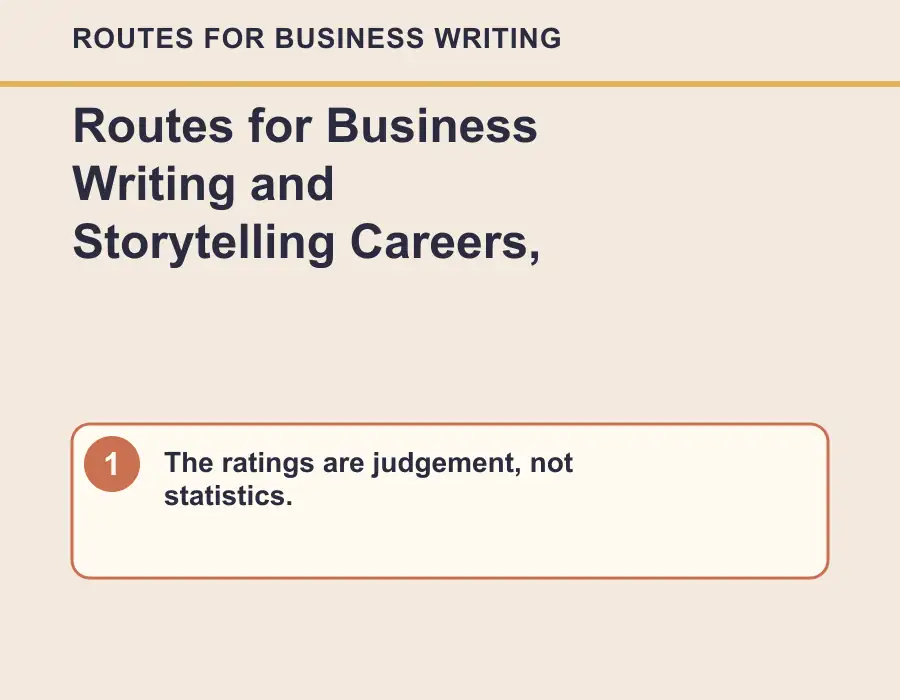 ROUTES FOR BUSINESS WRITING
Routes for Business
Writing and
Storytelling Careers,
1
The ratings are judgement, not
statistics.